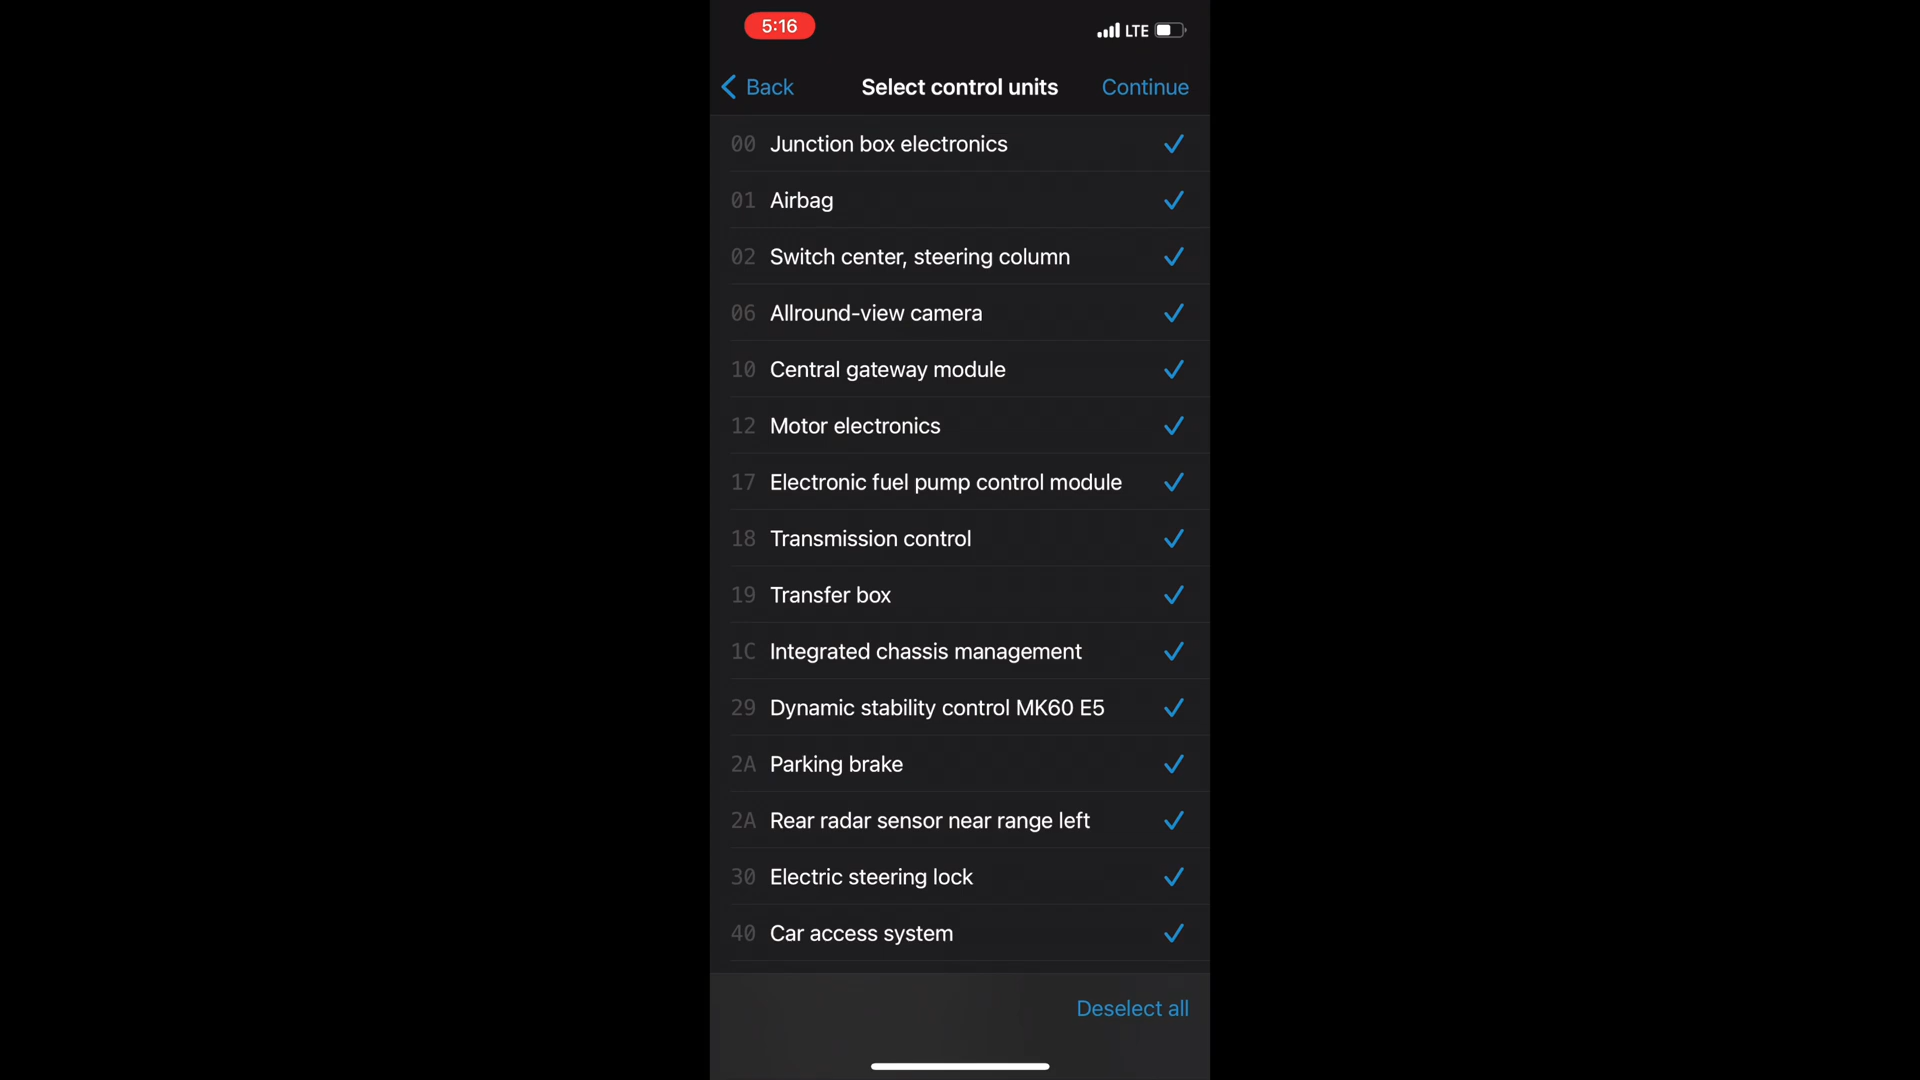 5:16 LTE
Back Select control units Continue
00 Junction box electronics
01 Airbag
02 Switch center, steering column
06 Allround-view camera
10 Central gateway module
12 Motor electronics
17 Electronic fuel pump control module
18 Transmission control
19 Transfer box
1C Integrated chassis management
29 Dynamic stability control MK60 E5
2A Parking brake
2A Rear radar sensor near range left
30 Electric steering lock
40 Car access system
Deselect all